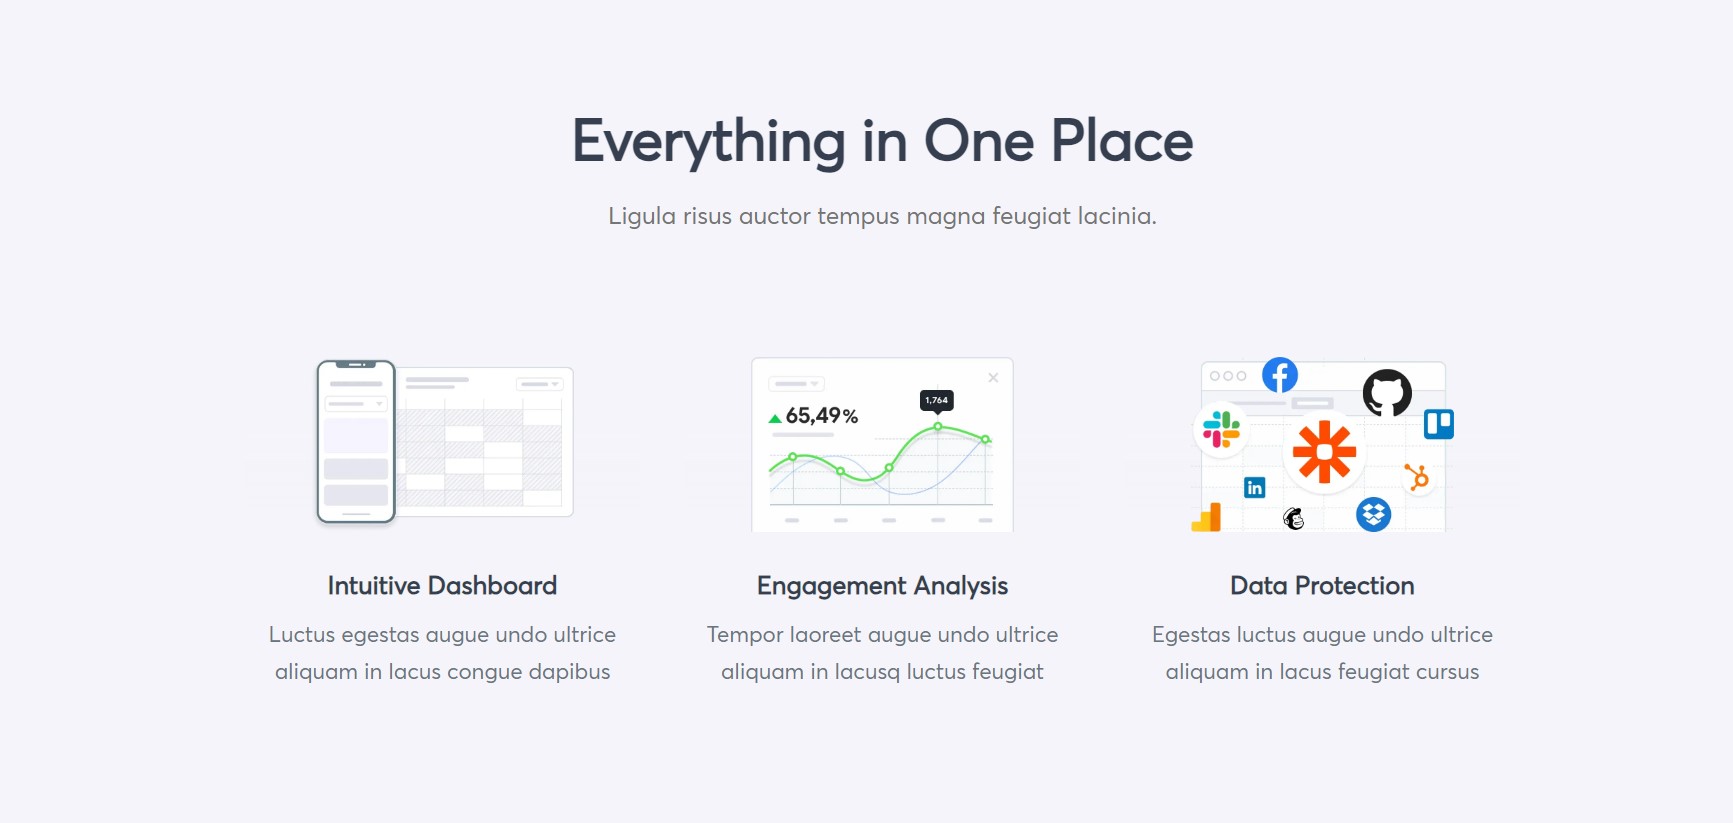 Everything in One Place
Ligula risus auctor tempus magna feugiat lacinia.
65,49%
1,764
in
Intuitive Dashboard
Luctus egestas augue undo ultrice
aliquam in lacus congue dapibus
Engagement Analysis
Tempor laoreet augue undo ultrice
aliquam in lacusq luctus feugiat
Data Protection
Egestas luctus augue undo ultrice
aliquam in lacus feugiat cursus